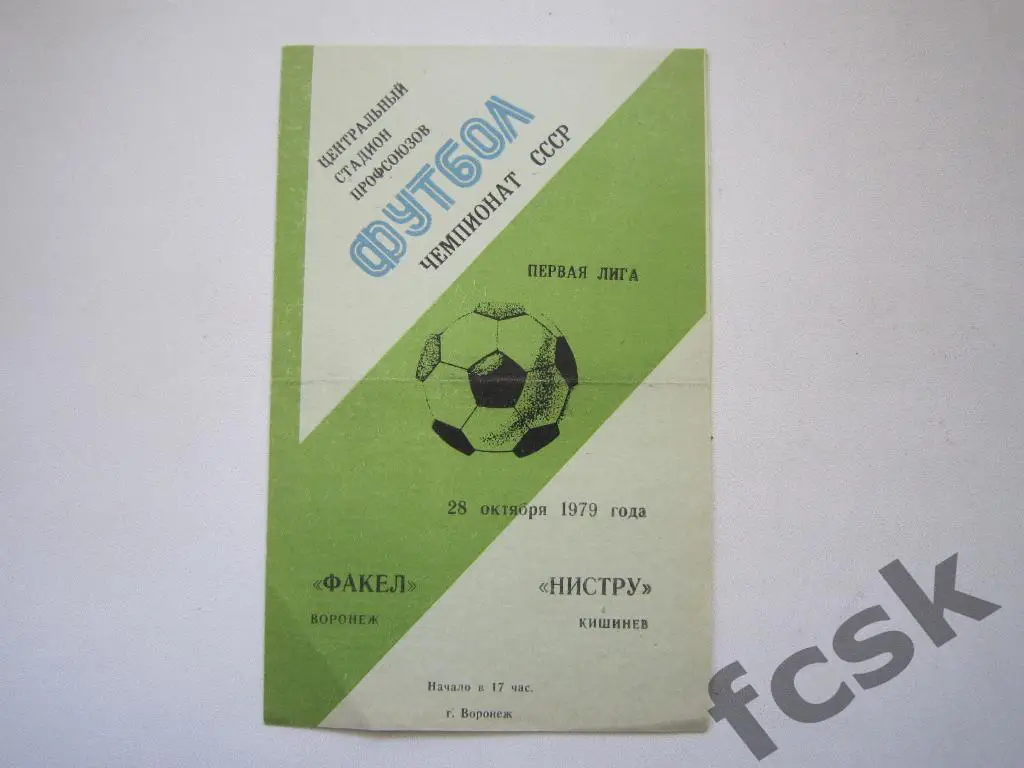 ЦЕНТРАЛЬНЫЙ
СТАДИОН
ПРОФСОЮЗОВ
ФУТБОЛ
ЧЕМПИОНАТ СССР
ПЕРВАЯ ЛИГА
28 октября 1979 года
«ФАКЕЛ» «НИСТРУ»
ВОРОНЕЖ КИШИНЕВ
Начало в 17 час.
г. Воронеж
fcsk